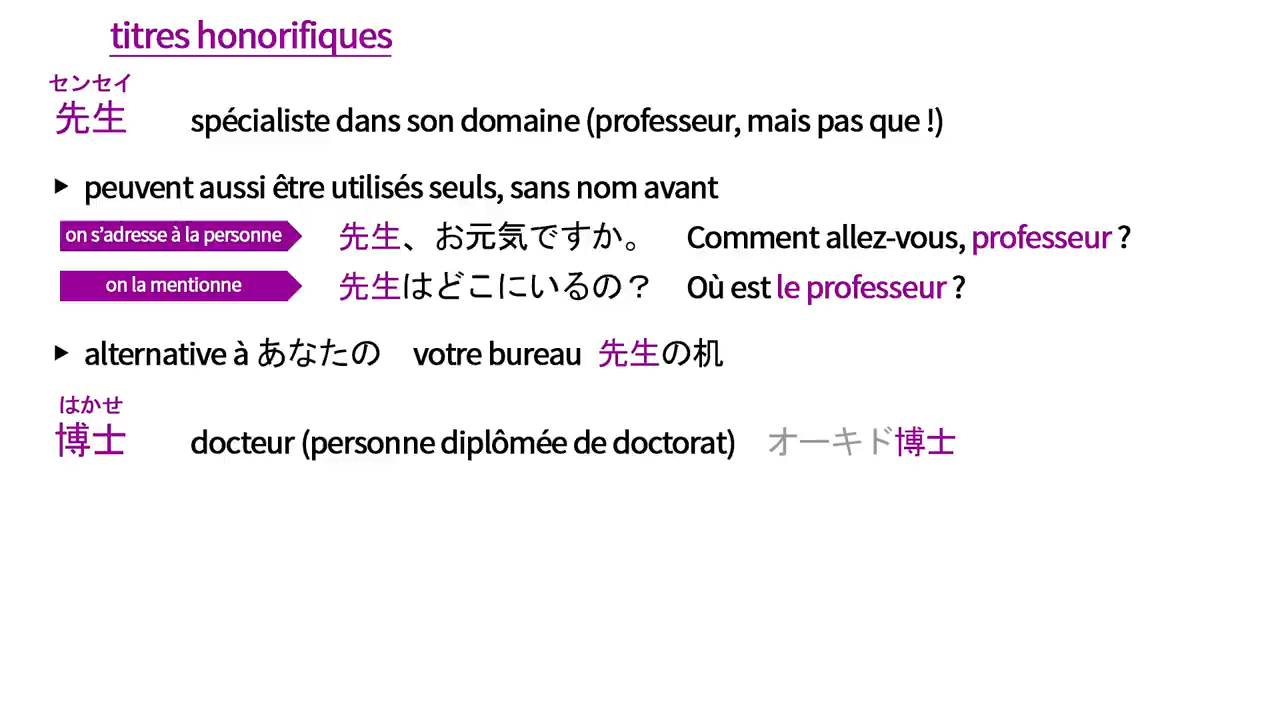 titres honorifiques
センセイ
先生 spécialiste dans son domaine (professeur, mais pas que !)
▶ peuvent aussi être utilisés seuls, sans nom avant
on s'adresse à la personne 先生、お元気ですか。 Comment allez-vous, professeur ?
on la mentionne 先生はどこにいるの？ Où est le professeur ?
▶ alternative à あなたの votre bureau 先生の机
はかせ
博士 docteur (personne diplômée de doctorat) オーキド博士